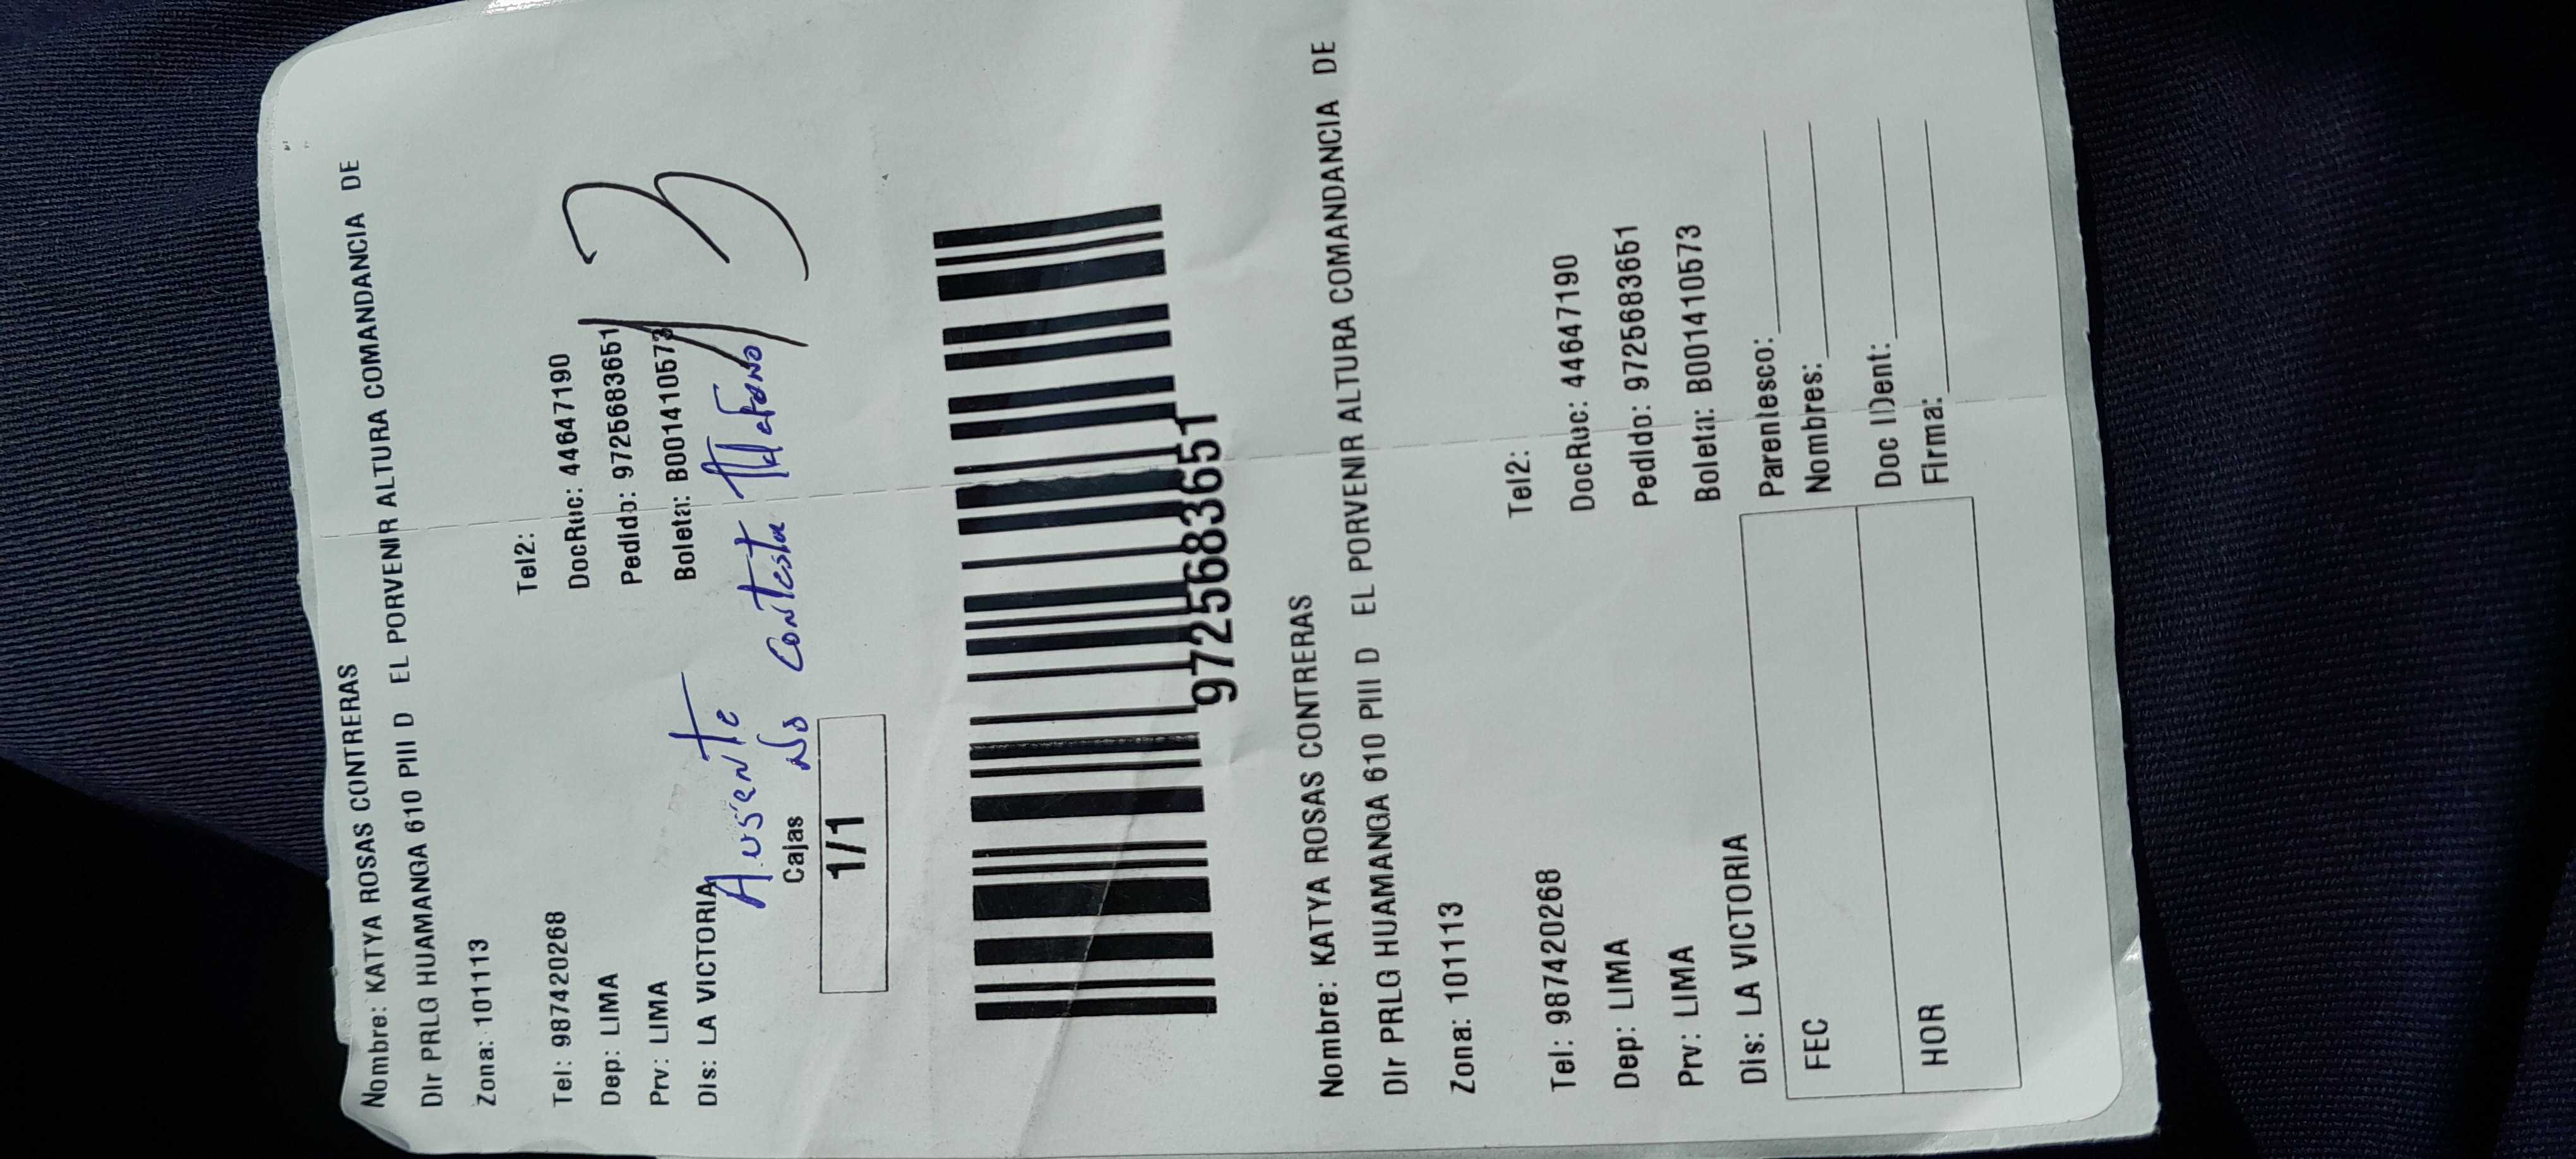 Nombre: KATYA ROSAS CONTRERAS
DIr PRLG HUAMANGA 610 PIII D EL PORVENIR ALTURA COMANDANCIA DE
Zona: 101113
Tel: 987420268 Tel2:
Dep: LIMA DocRuc: 44647190
Prv: LIMA Pedido: 9725683651
Dis: LA VICTORIA Boleta: B001410573
Ausente
No contesta Telefono
Cajas
1/1
9725683651
Nombre: KATYA ROSAS CONTRERAS
DIr PRLG HUAMANGA 610 PIII D EL PORVENIR ALTURA COMANDANCIA DE
Zona: 101113
Tel: 987420268 Tel2:
Dep: LIMA DocRuc: 44647190
Prv: LIMA Pedido: 9725683651
Dis: LA VICTORIA Boleta: B001410573
FEC Parentesco:
Nombres:
HOR Doc IDent:
Firma: